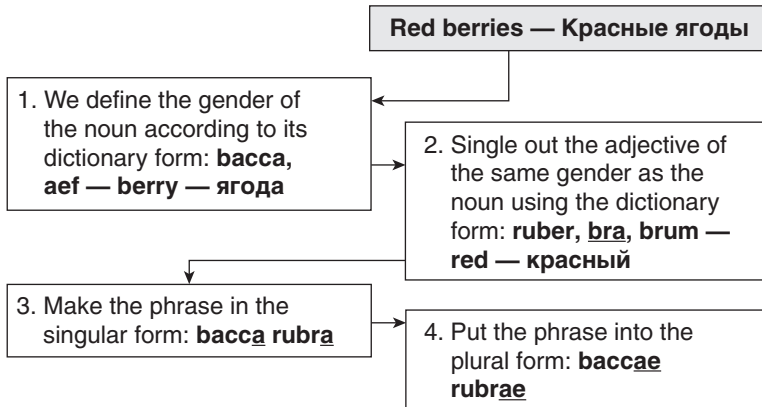 Red berries — Красные ягоды
1. We define the gender of
the noun according to its
dictionary form: bacca,
aef — berry — ягода
2. Single out the adjective of
the same gender as the
noun using the dictionary
form: ruber, bra, brum —
red — красный
3. Make the phrase in the
singular form: bacca rubra
4. Put the phrase into the
plural form: baccae
rubrae